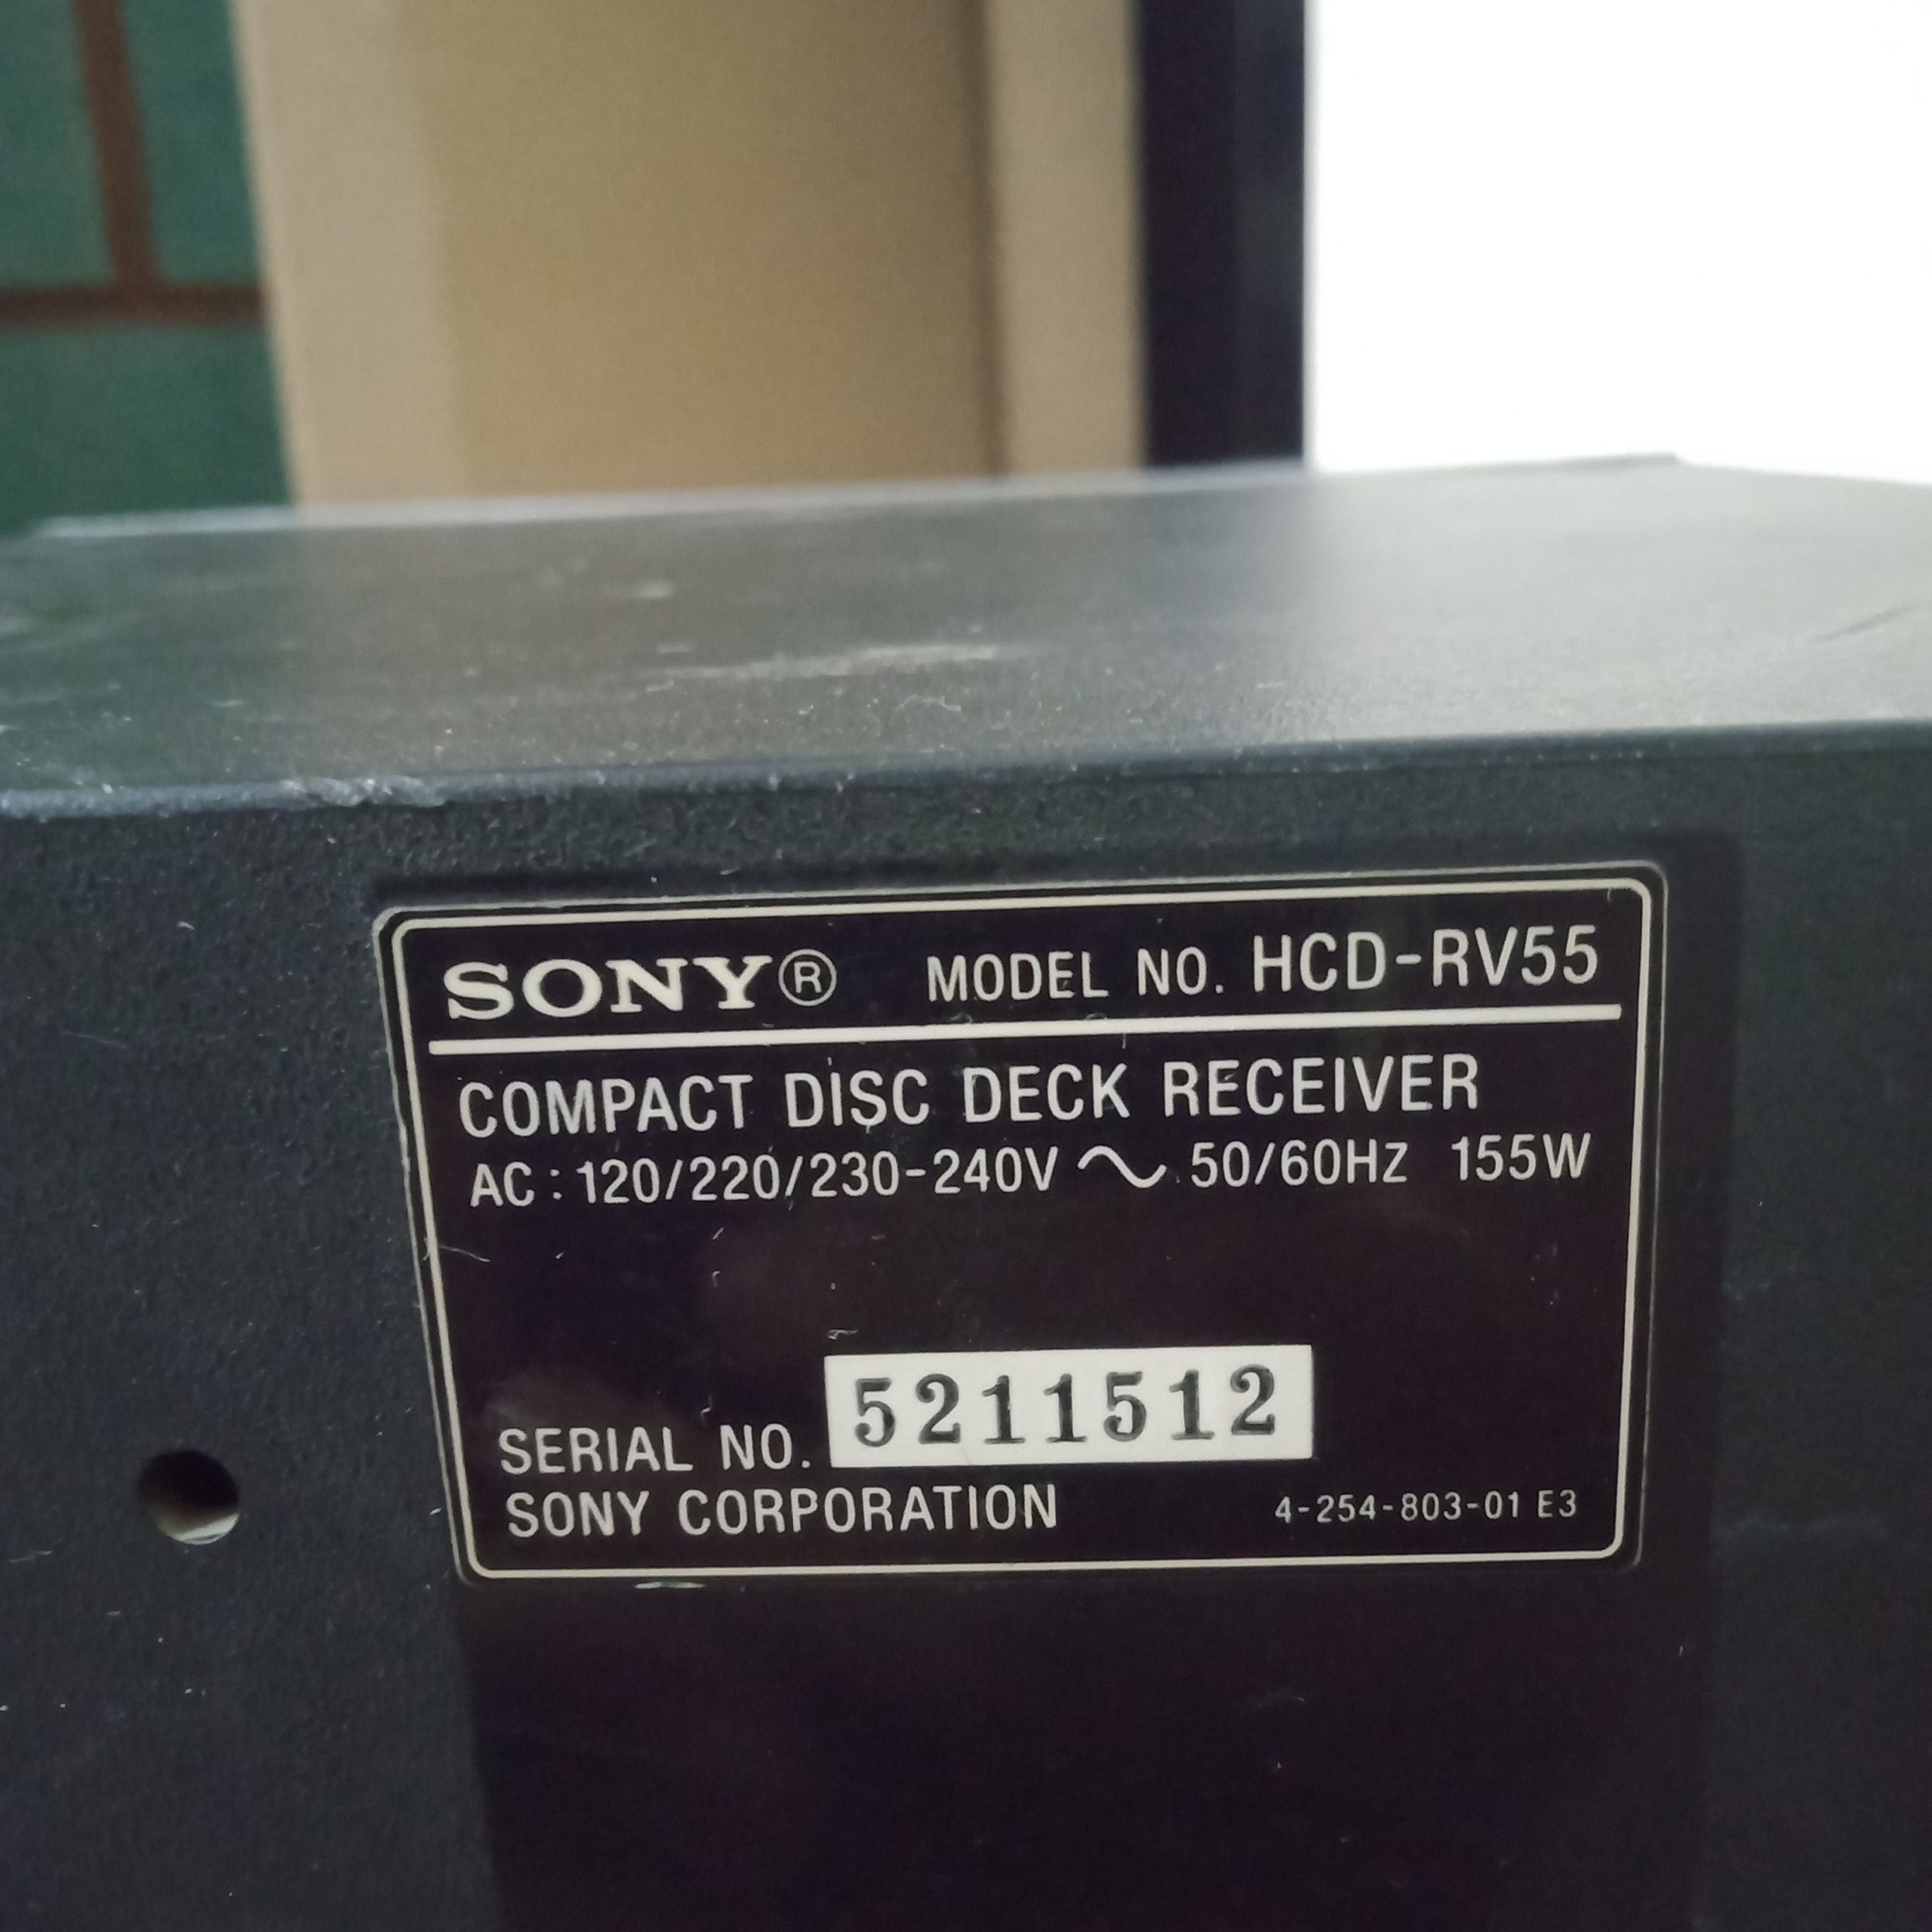 SONY® MODEL NO. HCD-RV55
COMPACT DISC DECK RECEIVER
AC : 120/220/230-240V ～ 50/60HZ 155W
SERIAL NO. 5211512
SONY CORPORATION 4-254-803-01 E3